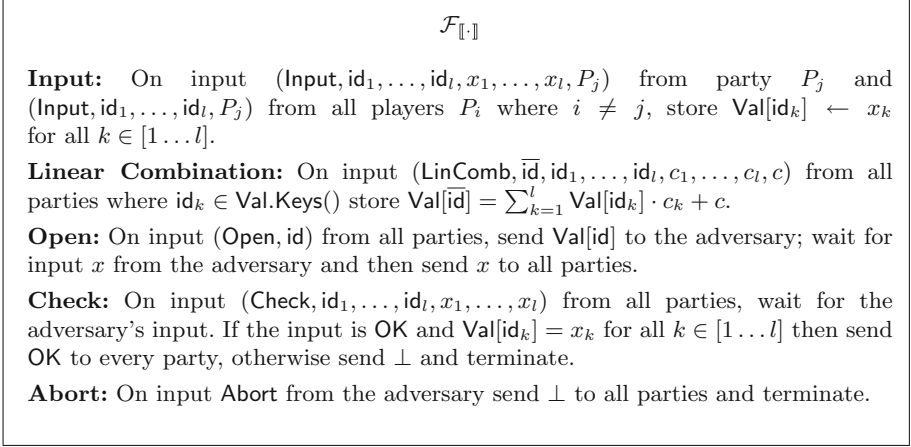 𝓕⟦·⟧
Input: On input (Input, id₁, …, idₗ, x₁, …, xₗ, Pⱼ) from party Pⱼ and
(Input, id₁, …, idₗ, Pⱼ) from all players Pᵢ where i ≠ j, store Val[idₖ] ← xₖ
for all k ∈ [1 … l].
Linear Combination: On input (LinComb, i̅d̅, id₁, …, idₗ, c₁, …, cₗ, c) from all
parties where idₖ ∈ Val.Keys() store Val[i̅d̅] = ∑ₖ₌₁ˡ Val[idₖ] · cₖ + c.
Open: On input (Open, id) from all parties, send Val[id] to the adversary; wait for
input x from the adversary and then send x to all parties.
Check: On input (Check, id₁, …, idₗ, x₁, …, xₗ) from all parties, wait for the
adversary's input. If the input is OK and Val[idₖ] = xₖ for all k ∈ [1 … l] then send
OK to every party, otherwise send ⊥ and terminate.
Abort: On input Abort from the adversary send ⊥ to all parties and terminate.